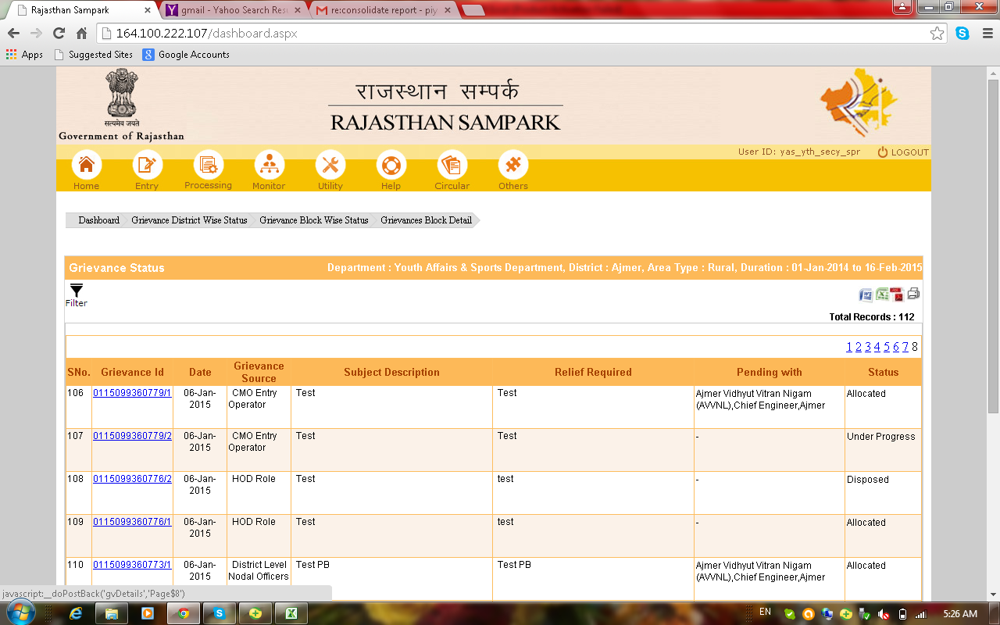 Rajasthan Sampark
gmail - Yahoo Search Resu
re:consolidate report - piy
164.100.222.107/dashboard.aspx
Apps
Suggested Sites
Google Accounts
सत्यमेव जयते
Government of Rajasthan
राजस्थान सम्पर्क
RAJASTHAN SAMPARK
User ID: yas_yth_secy_spr
LOGOUT
Home
Entry
Processing
Monitor
Utility
Help
Circular
Others
Dashboard
Grievance District Wise Status
Grievance Block Wise Status
Grievances Block Detail
Grievance Status
Department : Youth Affairs & Sports Department, District : Ajmer, Area Type : Rural, Duration : 01-Jan-2014 to 16-Feb-2015
Filter
Total Records : 112
1 2 3 4 5 6 7 8
SNo. Grievance Id Date Grievance Source Subject Description Relief Required Pending with Status
106 0115099360779/1 06-Jan-2015 CMO Entry Operator Test Test Ajmer Vidhyut Vitran Nigam (AVVNL),Chief Engineer,Ajmer Allocated
107 0115099360779/2 06-Jan-2015 CMO Entry Operator Test Test - Under Progress
108 0115099360776/2 06-Jan-2015 HOD Role Test test - Disposed
109 0115099360776/1 06-Jan-2015 HOD Role Test test - Allocated
110 0115099360773/1 06-Jan-2015 District Level Nodal Officers Test PB Test PB Ajmer Vidhyut Vitran Nigam (AVVNL),Chief Engineer,Ajmer Allocated
javascript:__doPostBack('gvDetails','Page$8')
EN
5:26 AM